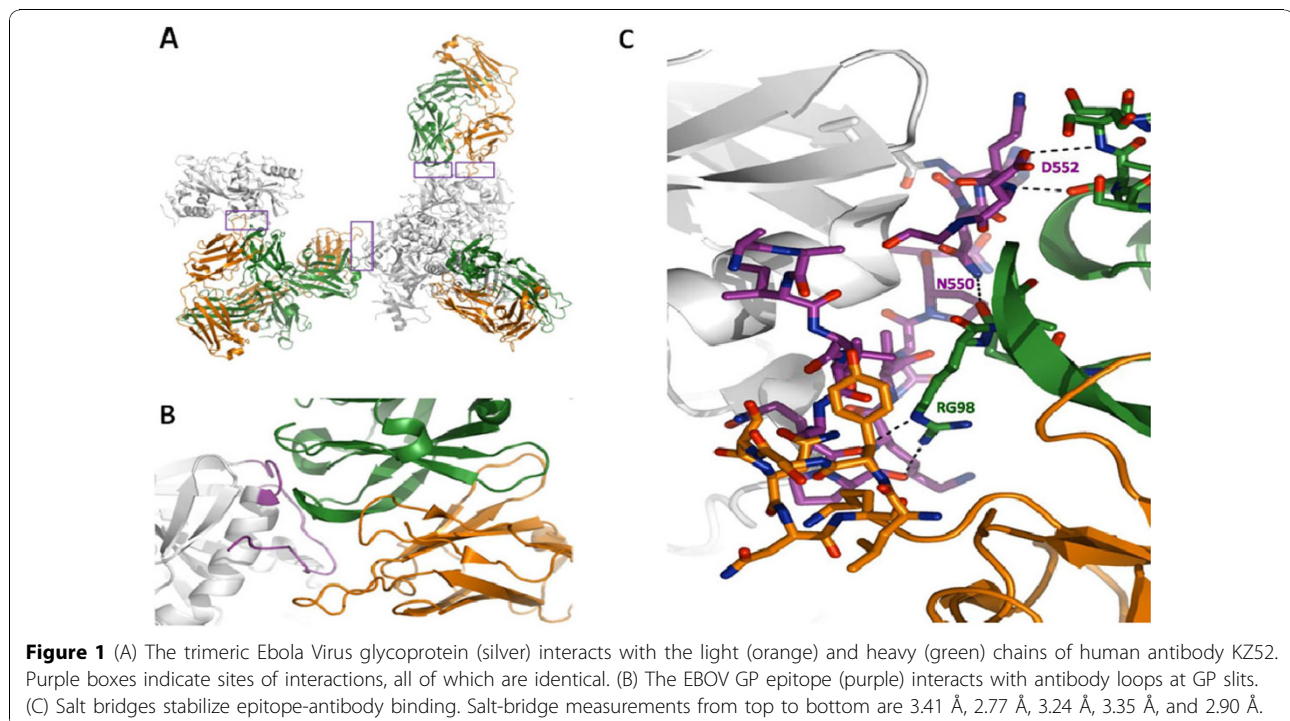 A
B
C
D552
N550
RG98
Figure 1 (A) The trimeric Ebola Virus glycoprotein (silver) interacts with the light (orange) and heavy (green) chains of human antibody KZ52.
Purple boxes indicate sites of interactions, all of which are identical. (B) The EBOV GP epitope (purple) interacts with antibody loops at GP slits.
(C) Salt bridges stabilize epitope-antibody binding. Salt-bridge measurements from top to bottom are 3.41 Å, 2.77 Å, 3.24 Å, 3.35 Å, and 2.90 Å.